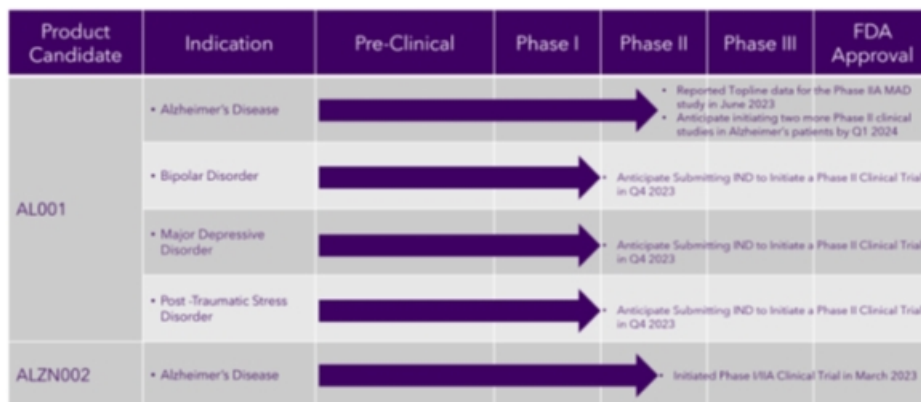 Product
Candidate
Indication
Pre-Clinical
Phase I
Phase II
Phase III
FDA
Approval
AL001
• Alzheimer's Disease
• Reported Topline data for the Phase IIA MAD
study in June 2023
• Anticipate initiating two more Phase II clinical
studies in Alzheimer's patients by Q1 2024
• Bipolar Disorder
• Anticipate Submitting IND to Initiate a Phase II Clinical Trial
in Q4 2023
• Major Depressive
Disorder
• Anticipate Submitting IND to Initiate a Phase II Clinical Trial
in Q4 2023
• Post -Traumatic Stress
Disorder
• Anticipate Submitting IND to Initiate a Phase II Clinical Trial
in Q4 2023
ALZN002
• Alzheimer's Disease
• Initiated Phase I/IIA Clinical Trial in March 2023